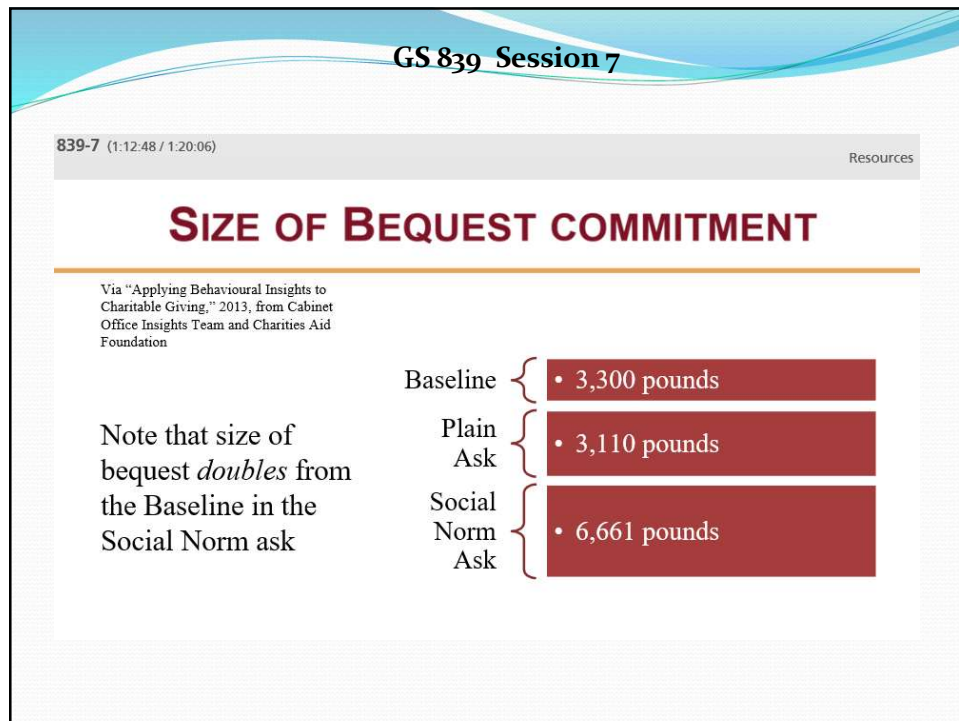 GS 839 Session 7
839-7 (1:12:48 / 1:20:06)
Resources
SIZE OF BEQUEST COMMITMENT
Via “Applying Behavioural Insights to
Charitable Giving,” 2013, from Cabinet
Office Insights Team and Charities Aid
Foundation
Note that size of
bequest doubles from
the Baseline in the
Social Norm ask
Baseline
• 3,300 pounds
Plain
Ask
• 3,110 pounds
Social
Norm
Ask
• 6,661 pounds